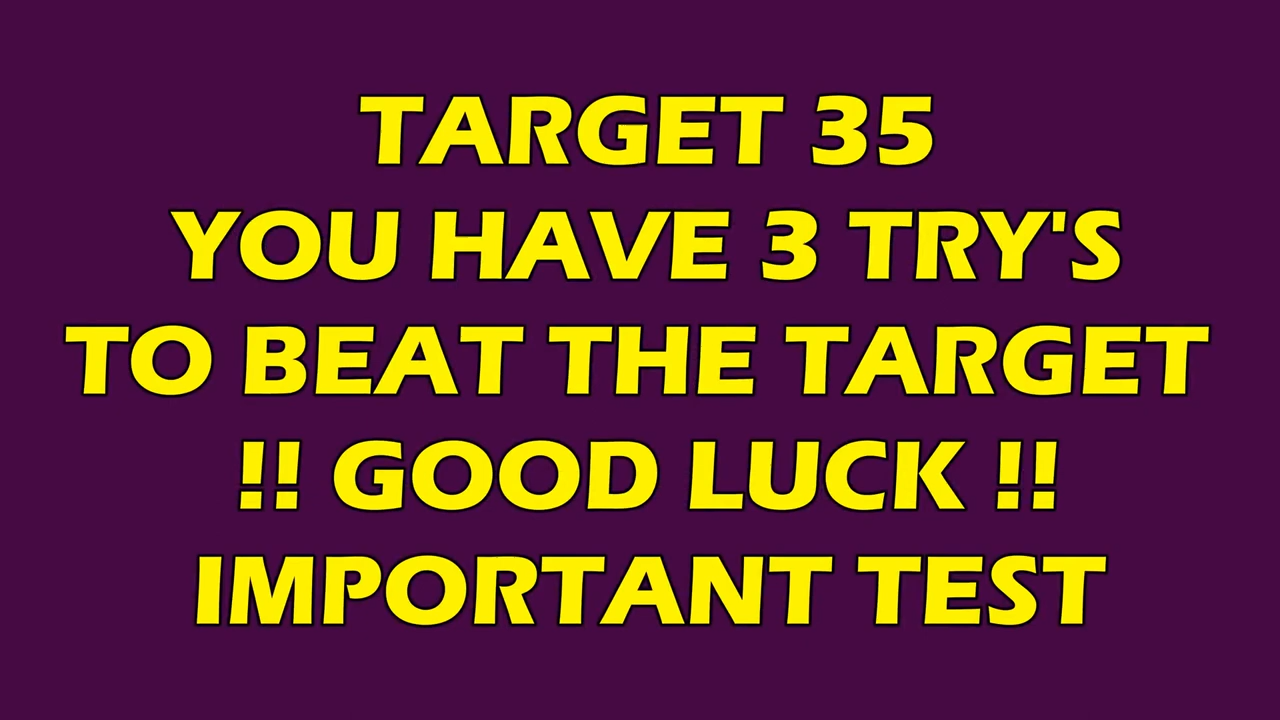 TARGET 35
YOU HAVE 3 TRY'S
TO BEAT THE TARGET
!! GOOD LUCK !!
IMPORTANT TEST